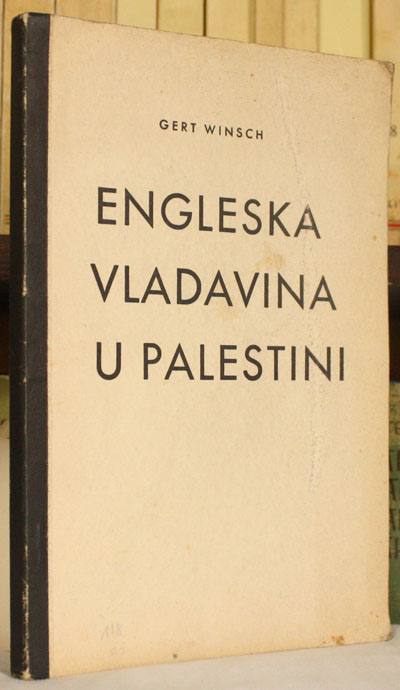 GERT WINSCH
ENGLESKA
VLADAVINA
U PALESTINI